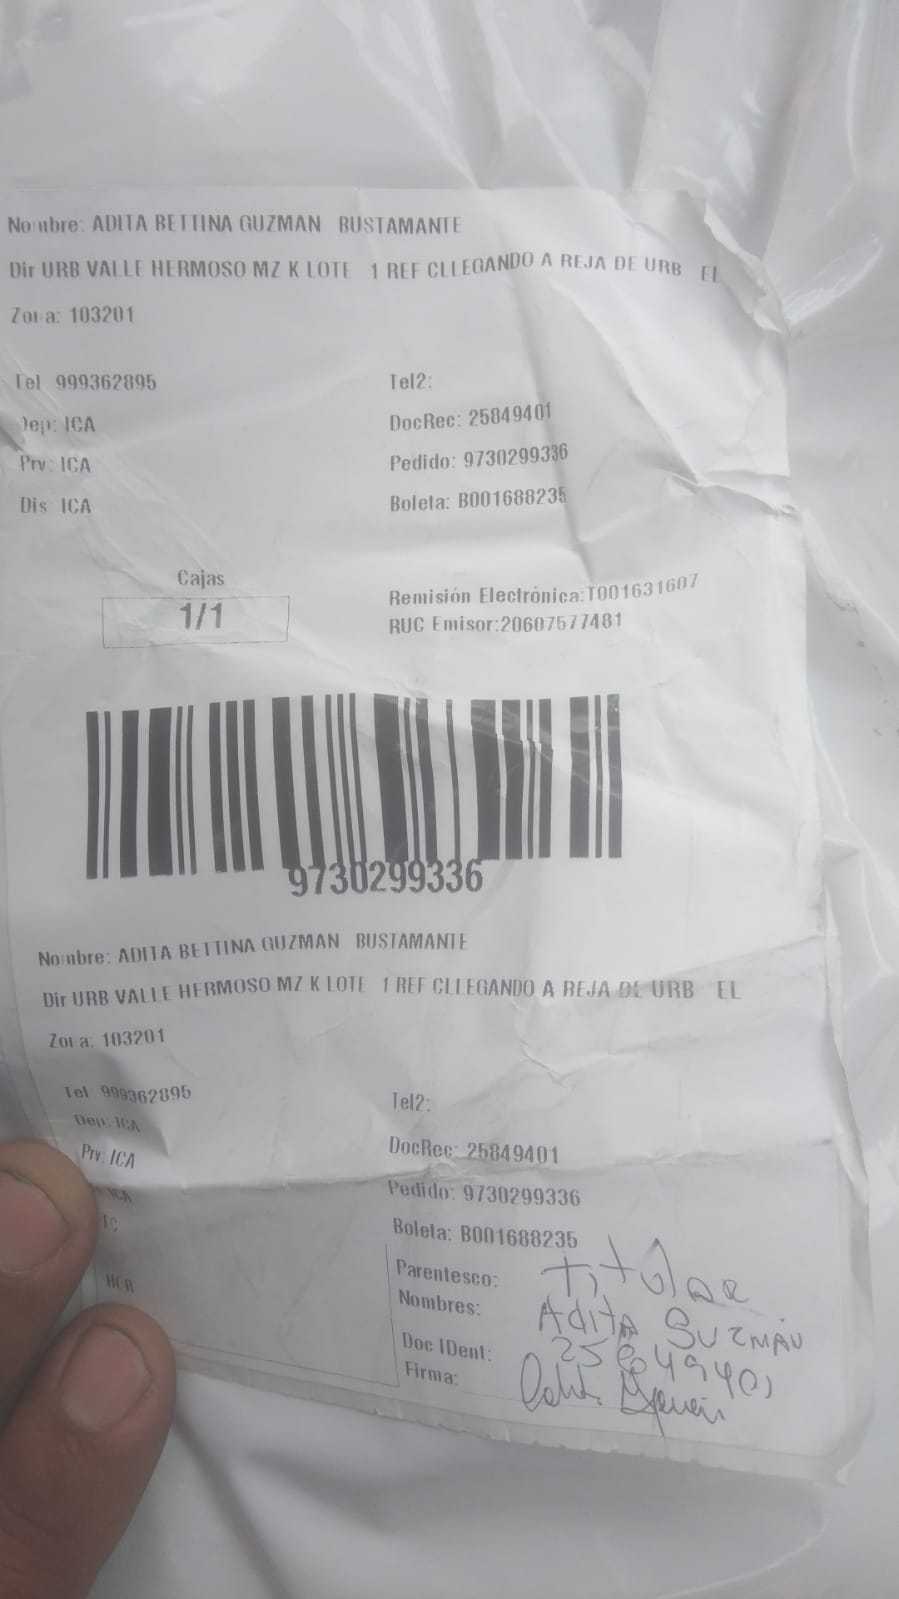 Nombre: ADITA BETTINA GUZMAN BUSTAMANTE
Dir URB VALLE HERMOSO MZ K LOTE 1 REF CLLEGANDO A REJA DE URB EL
Zona: 103201
Tel 999362895 Tel2:
Dep: ICA DocRec: 25849401
Prv: ICA Pedido: 9730299336
Dis ICA Boleta: B001688235
Cajas
1/1
Remisión Electrónica:T001631607
RUC Emisor:20607577481
9730299336
Nombre: ADITA BETTINA GUZMAN BUSTAMANTE
Dir URB VALLE HERMOSO MZ K LOTE 1 REF CLLEGANDO A REJA DE URB EL
Zona: 103201
Tel 999362895 Tel2:
Dep: ICA
Prv: ICA DocRec: 25849401
ICA Pedido: 9730299336
Boleta: B001688235
Parentesco: Titular
Nombres: Adita GUZMÁN
Doc IDent: 25849401
Firma: